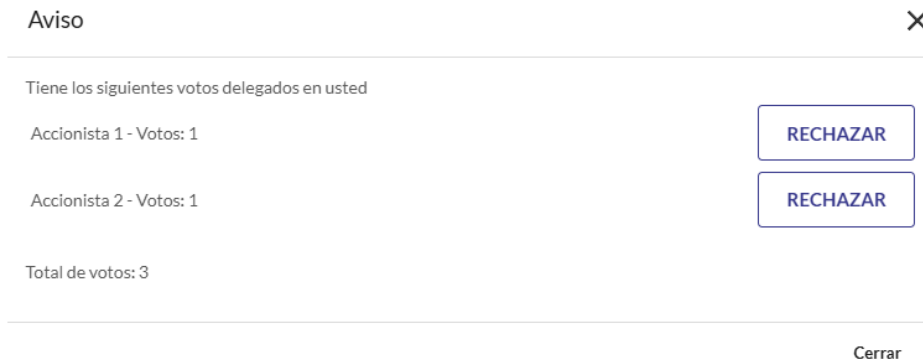 Aviso
Tiene los siguientes votos delegados en usted
Accionista 1 - Votos: 1
RECHAZAR
Accionista 2 - Votos: 1
RECHAZAR
Total de votos: 3
Cerrar